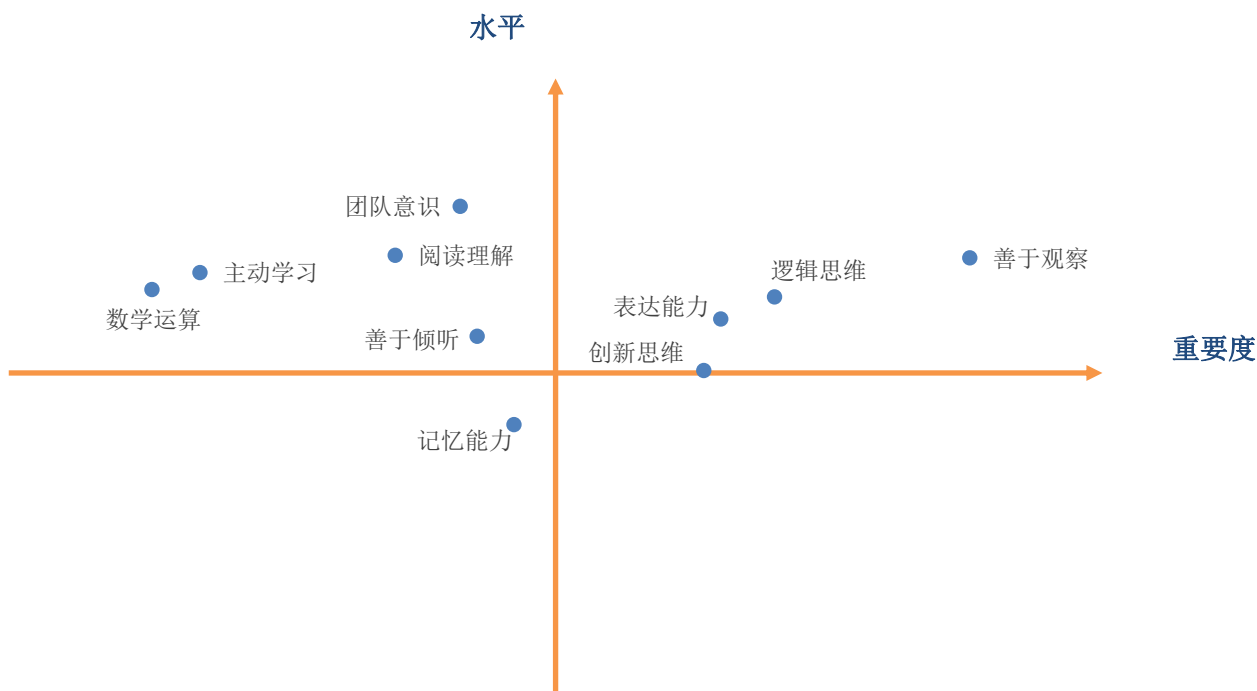 水平
团队意识
阅读理解
善于观察
主动学习
逻辑思维
表达能力
数学运算
善于倾听
重要度
创新思维
记忆能力